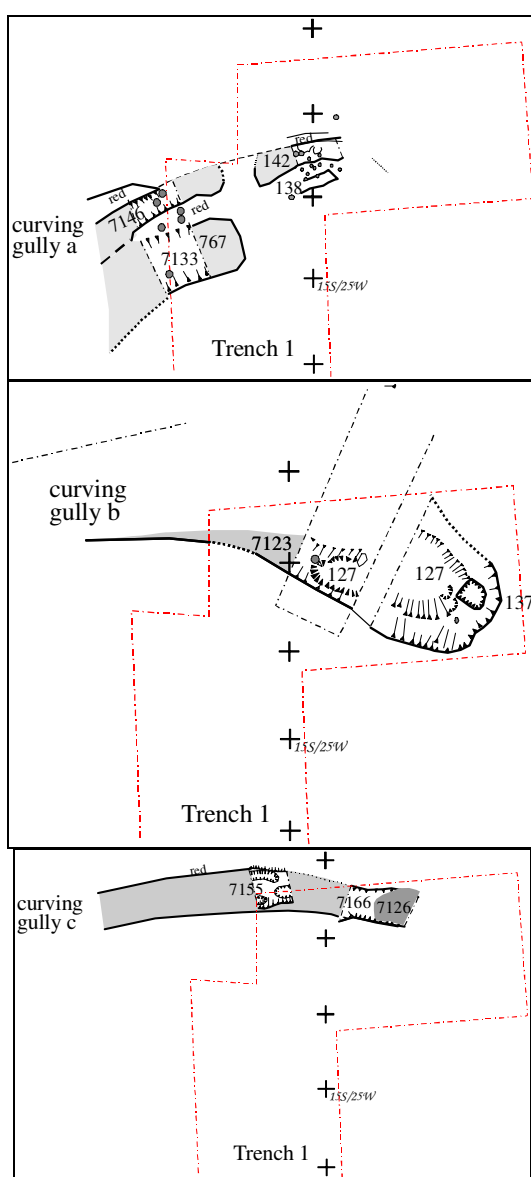 red
142
138
red
7146
red
curving
gully a
767
7133
15S/25W
Trench 1
curving
gully b
7123
127
127
137
15S/25W
Trench 1
red
7155
curving
gully c
7166
7126
15S/25W
Trench 1